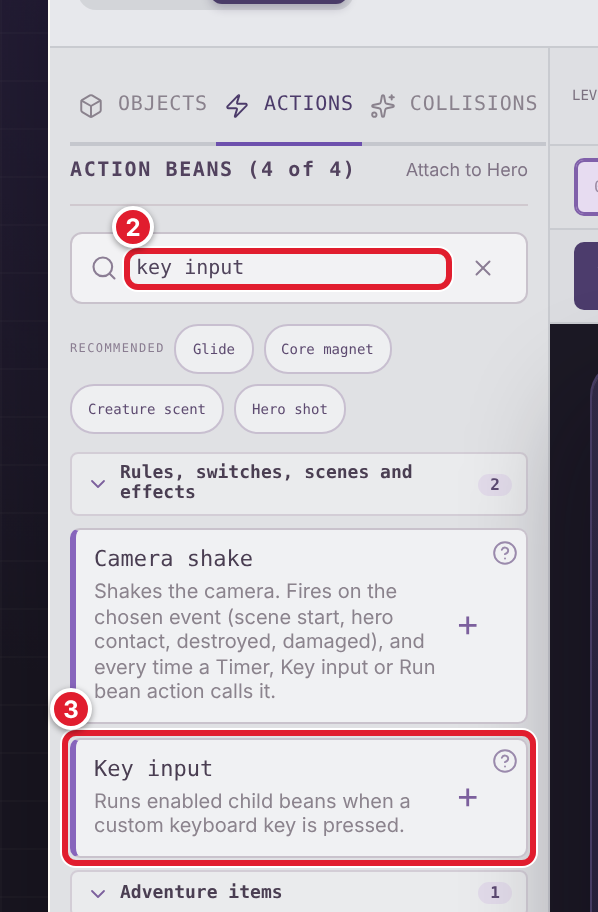 OBJECTS ACTIONS COLLISIONS
LEV
ACTION BEANS (4 of 4) Attach to Hero
2
key input
RECOMMENDED Glide Core magnet
Creature scent Hero shot
Rules, switches, scenes and
effects
2
Camera shake
Shakes the camera. Fires on the
chosen event (scene start, hero
contact, destroyed, damaged), and
every time a Timer, Key input or Run
bean action calls it.
+
3
Key input
Runs enabled child beans when a
custom keyboard key is pressed.
+
Adventure items 1